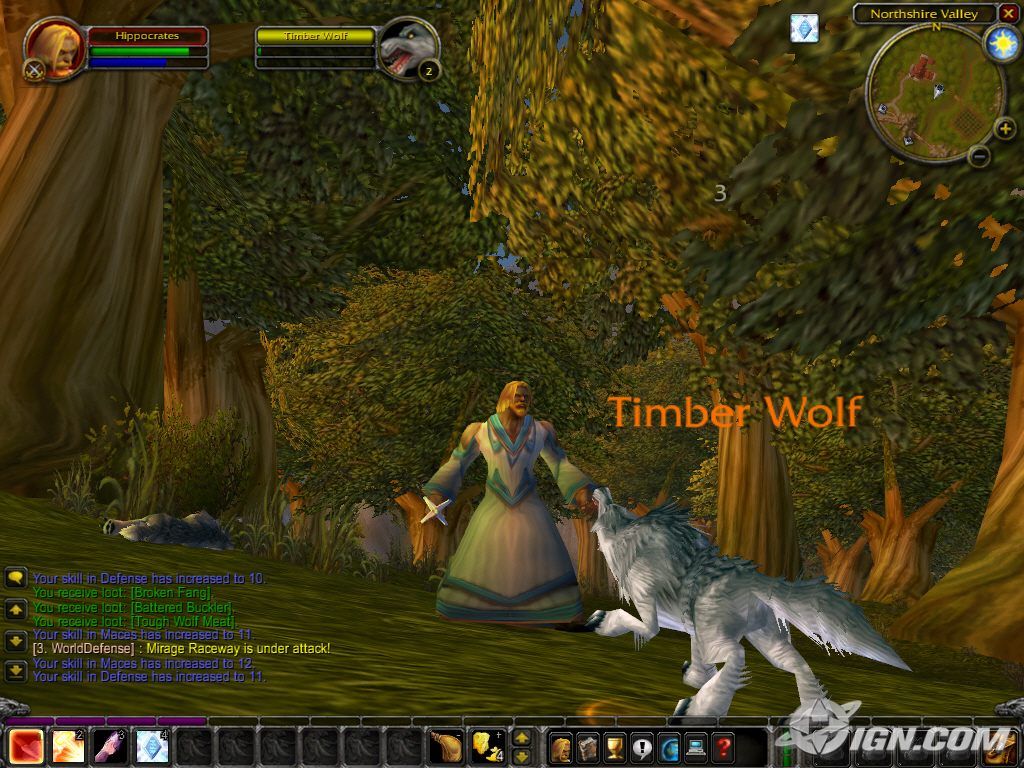 Hippocrates
Timber Wolf
2
Northshire Valley
N
3
Timber Wolf
Your skill in Defense has increased to 10.
You receive loot: [Broken Fang].
You receive loot: [Battered Buckler].
You receive loot: [Tough Wolf Meat].
Your skill in Maces has increased to 11.
[3. WorldDefense] : Mirage Raceway is under attack!
Your skill in Maces has increased to 12.
Your skill in Defense has increased to 11.
2 3 4 - + 4
IGN.COM